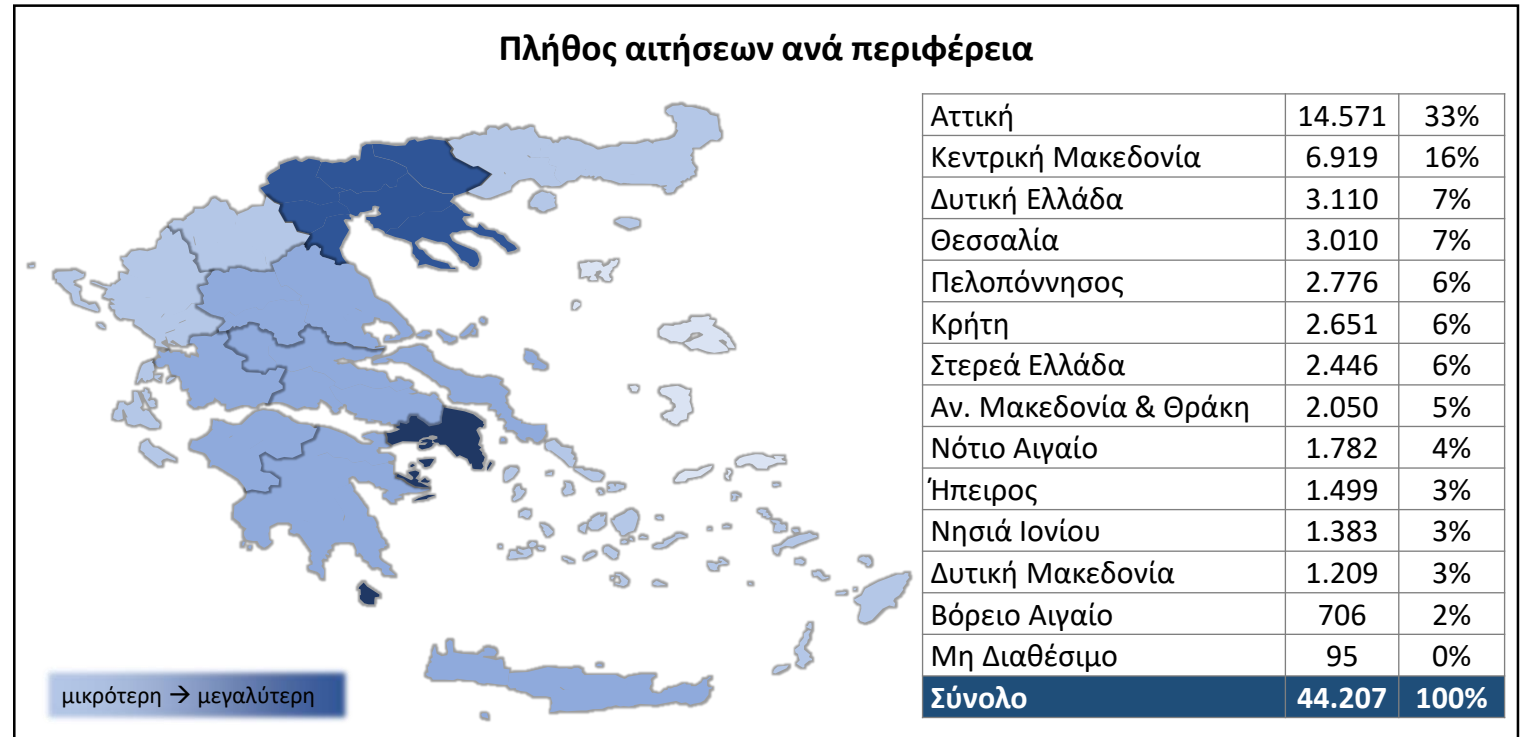 Πλήθος αιτήσεων ανά περιφέρεια
Αττική 14.571 33%
Κεντρική Μακεδονία 6.919 16%
Δυτική Ελλάδα 3.110 7%
Θεσσαλία 3.010 7%
Πελοπόννησος 2.776 6%
Κρήτη 2.651 6%
Στερεά Ελλάδα 2.446 6%
Αν. Μακεδονία & Θράκη 2.050 5%
Νότιο Αιγαίο 1.782 4%
Ήπειρος 1.499 3%
Νησιά Ιονίου 1.383 3%
Δυτική Μακεδονία 1.209 3%
Βόρειο Αιγαίο 706 2%
Μη Διαθέσιμο 95 0%
Σύνολο 44.207 100%
μικρότερη → μεγαλύτερη